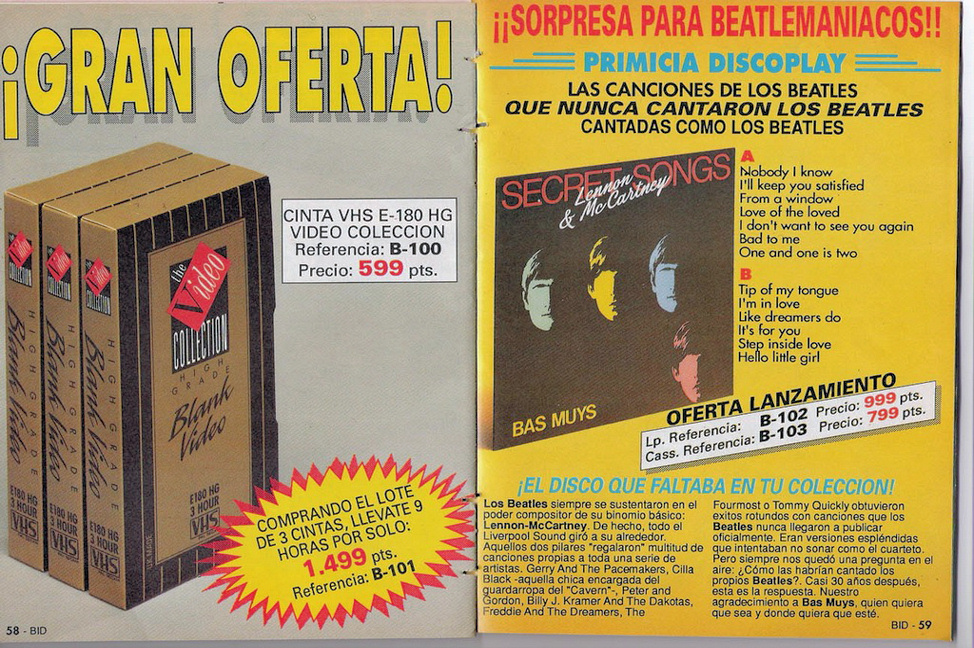 ¡GRAN OFERTA!
CINTA VHS E-180 HG
VIDEO COLECCION
Referencia: B-100
Precio: 599 pts.
the
Video
COLLECTION
HIGH
GRADE
Blank
Video
E180 HG
3 HOUR
VHS
the
Video
COLLECTION
HIGH GRADE
Blank Video
E180 HG
3 HOUR
VHS
the
Video
COLLECTION
HIGH GRADE
Blank Video
E180 HG
3 HOUR
VHS
the
Video
COLLECTION
HIGH GRADE
Blank Video
E180 HG
3 HOUR
VHS
COMPRANDO EL LOTE
DE 3 CINTAS, LLEVATE 9
HORAS POR SOLO:
1.499 pts.
Referencia: B-101
58 - BID
¡¡SORPRESA PARA BEATLEMANIACOS!!
PRIMICIA DISCOPLAY
LAS CANCIONES DE LOS BEATLES
QUE NUNCA CANTARON LOS BEATLES
CANTADAS COMO LOS BEATLES
SECRET SONGS
Lennon
& McCartney
BAS MUYS
A
Nobody I know
I'll keep you satisfied
From a window
Love of the loved
I don't want to see you again
Bad to me
One and one is two
B
Tip of my tongue
I'm in love
Like dreamers do
It's for you
Step inside love
Hello little girl
OFERTA LANZAMIENTO
Lp. Referencia: B-102 Precio: 999 pts.
Cass. Referencia: B-103 Precio: 799 pts.
¡EL DISCO QUE FALTABA EN TU COLECCION!
Los Beatles siempre se sustentaron en el
poder compositor de su binomio básico:
Lennon-McCartney. De hecho, todo el
Liverpool Sound giró a su alrededor.
Aquellos dos pilares "regalaron" multitud de
canciones propias a toda una serie de
artistas. Gerry And The Pacemakers, Cilla
Black -aquella chica encargada del
guardarropa del "Cavern"-, Peter and
Gordon, Billy J. Kramer And The Dakotas,
Freddie And The Dreamers, The
Fourmost o Tommy Quickly obtuvieron
exitos rotundos con canciones que los
Beatles nunca llegaron a publicar
oficialmente. Eran versiones espléndidas
que intentaban no sonar como el cuarteto.
Pero siempre nos quedó una pregunta en el
aire: ¿Cómo las habrían cantado los
propios Beatles?. Casi 30 años después,
esta es la respuesta. Nuestro
agradecimiento a Bas Muys, quien quiera
que sea y donde quiera que esté.
BID - 59